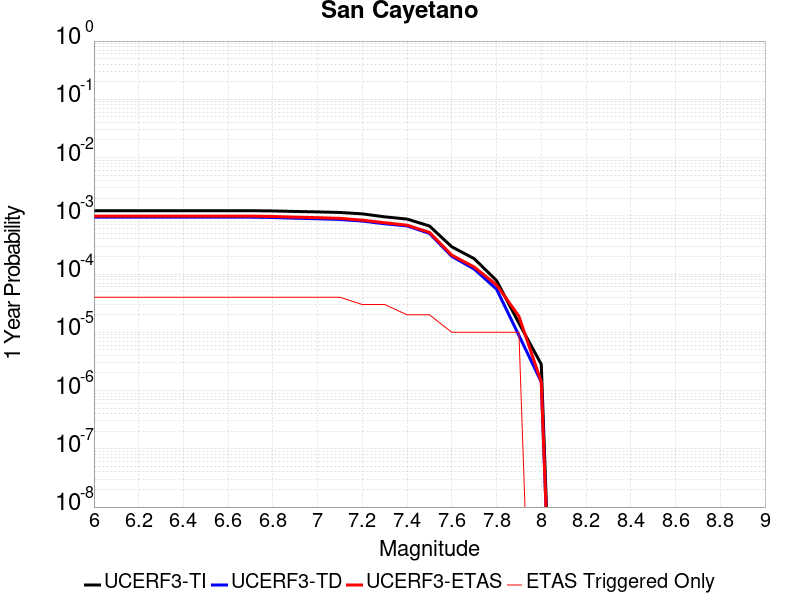 San Cayetano
10^0
10^-1
10^-2
10^-3
10^-4
10^-5
10^-6
10^-7
10^-8
1 Year Probability
6 6.2 6.4 6.6 6.8 7 7.2 7.4 7.6 7.8 8 8.2 8.4 8.6 8.8 9
Magnitude
UCERF3-TI UCERF3-TD UCERF3-ETAS ETAS Triggered Only